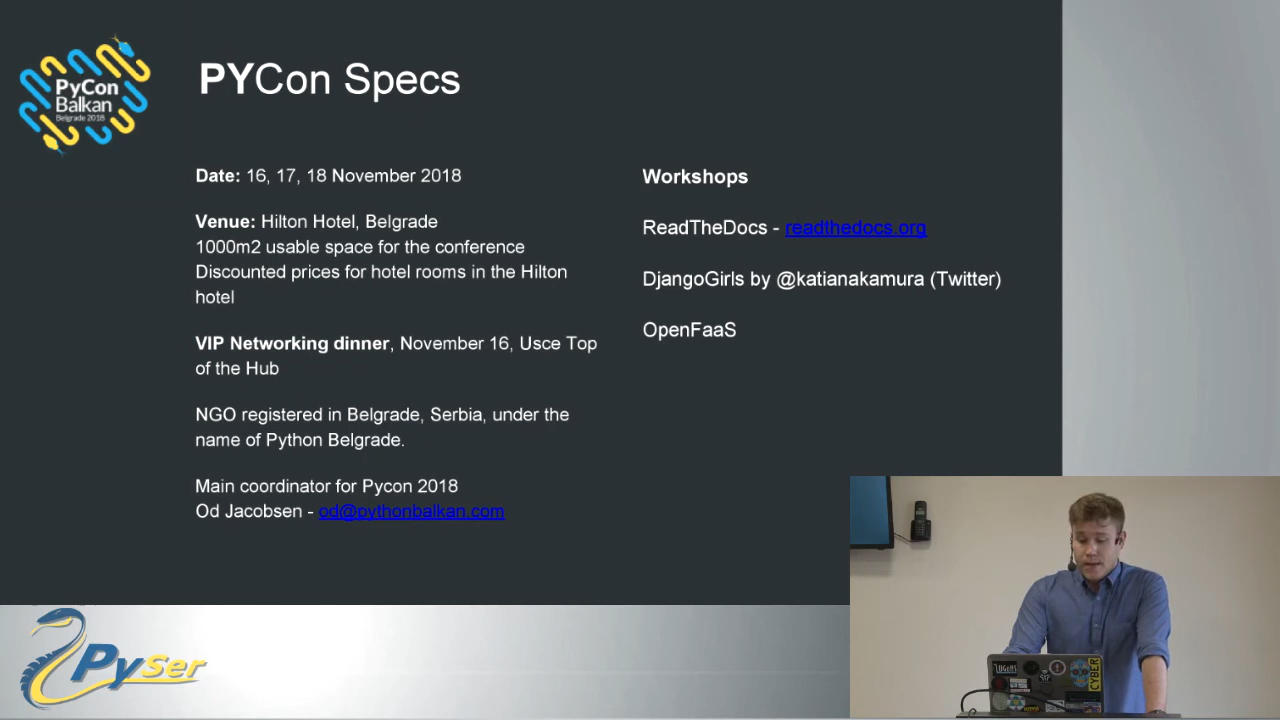 PyCon
Balkan
Belgrade 2018
PYCon Specs
Date: 16, 17, 18 November 2018
Venue: Hilton Hotel, Belgrade
1000m2 usable space for the conference
Discounted prices for hotel rooms in the Hilton
hotel
VIP Networking dinner, November 16, Usce Top
of the Hub
NGO registered in Belgrade, Serbia, under the
name of Python Belgrade.
Main coordinator for Pycon 2018
Od Jacobsen - od@pythonbalkan.com
Workshops
ReadTheDocs - readthedocs.org
DjangoGirls by @katianakamura (Twitter)
OpenFaaS
PySer
CYBER